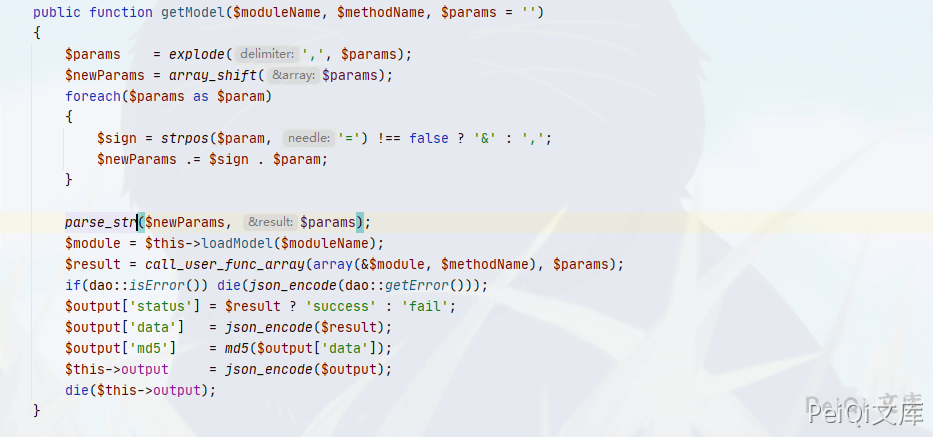 public function getModel($moduleName, $methodName, $params = '')
{
    $params    = explode( delimiter: ',', $params);
    $newParams = array_shift( &array: $params);
    foreach($params as $param)
    {
        $sign = strpos($param, needle: '=') !== false ? '&' : ',';
        $newParams .= $sign . $param;
    }
    parse_str($newParams, &result: $params);
    $module = $this->loadModel($moduleName);
    $result = call_user_func_array(array(&$module, $methodName), $params);
    if(dao::isError()) die(json_encode(dao::getError()));
    $output['status'] = $result ? 'success' : 'fail';
    $output['data']   = json_encode($result);
    $output['md5']    = md5($output['data']);
    $this->output     = json_encode($output);
    die($this->output);
}
PeiQi 文库
PeiQi文库